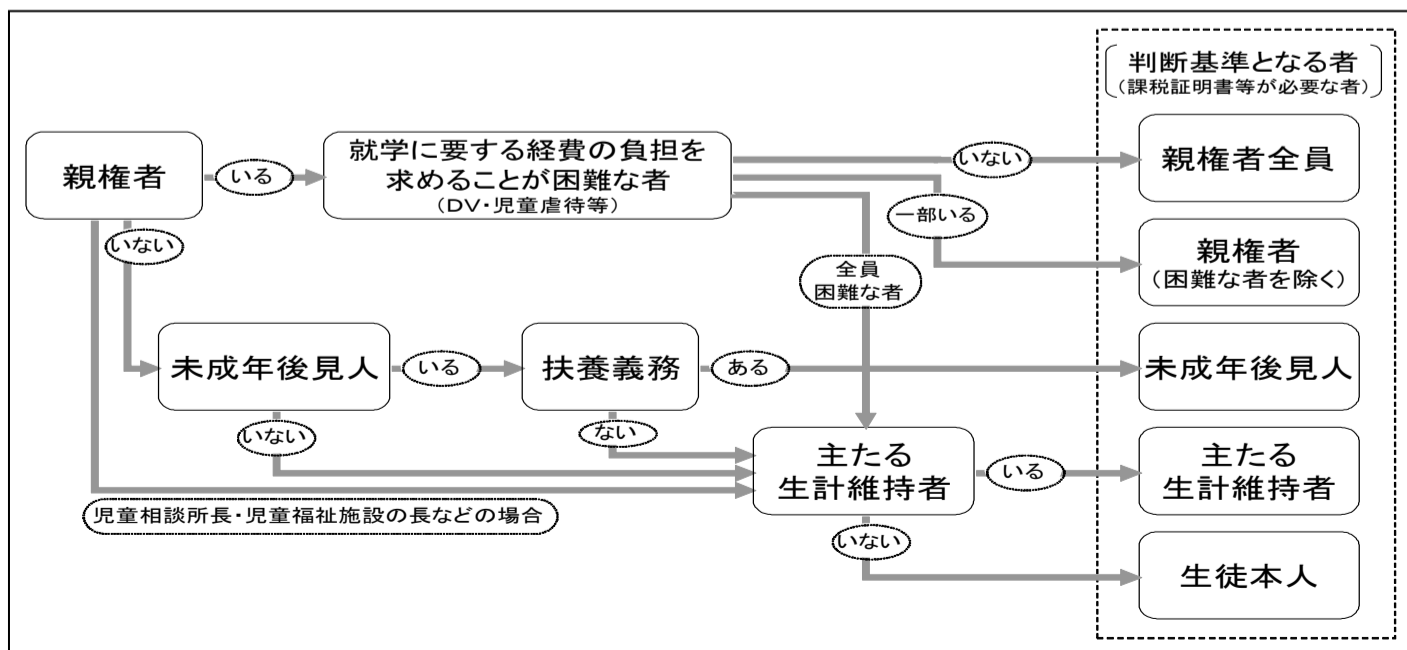 判断基準となる者
(課税証明書等が必要な者)
親権者
いる
就学に要する経費の負担を
求めることが困難な者
(DV・児童虐待等)
いない
親権者全員
いない
一部いる
親権者
(困難な者を除く)
全員
困難な者
未成年後見人
いる
扶養義務
ある
未成年後見人
いない
ない
主たる
生計維持者
いる
主たる
生計維持者
児童相談所長・児童福祉施設の長などの場合
いない
生徒本人